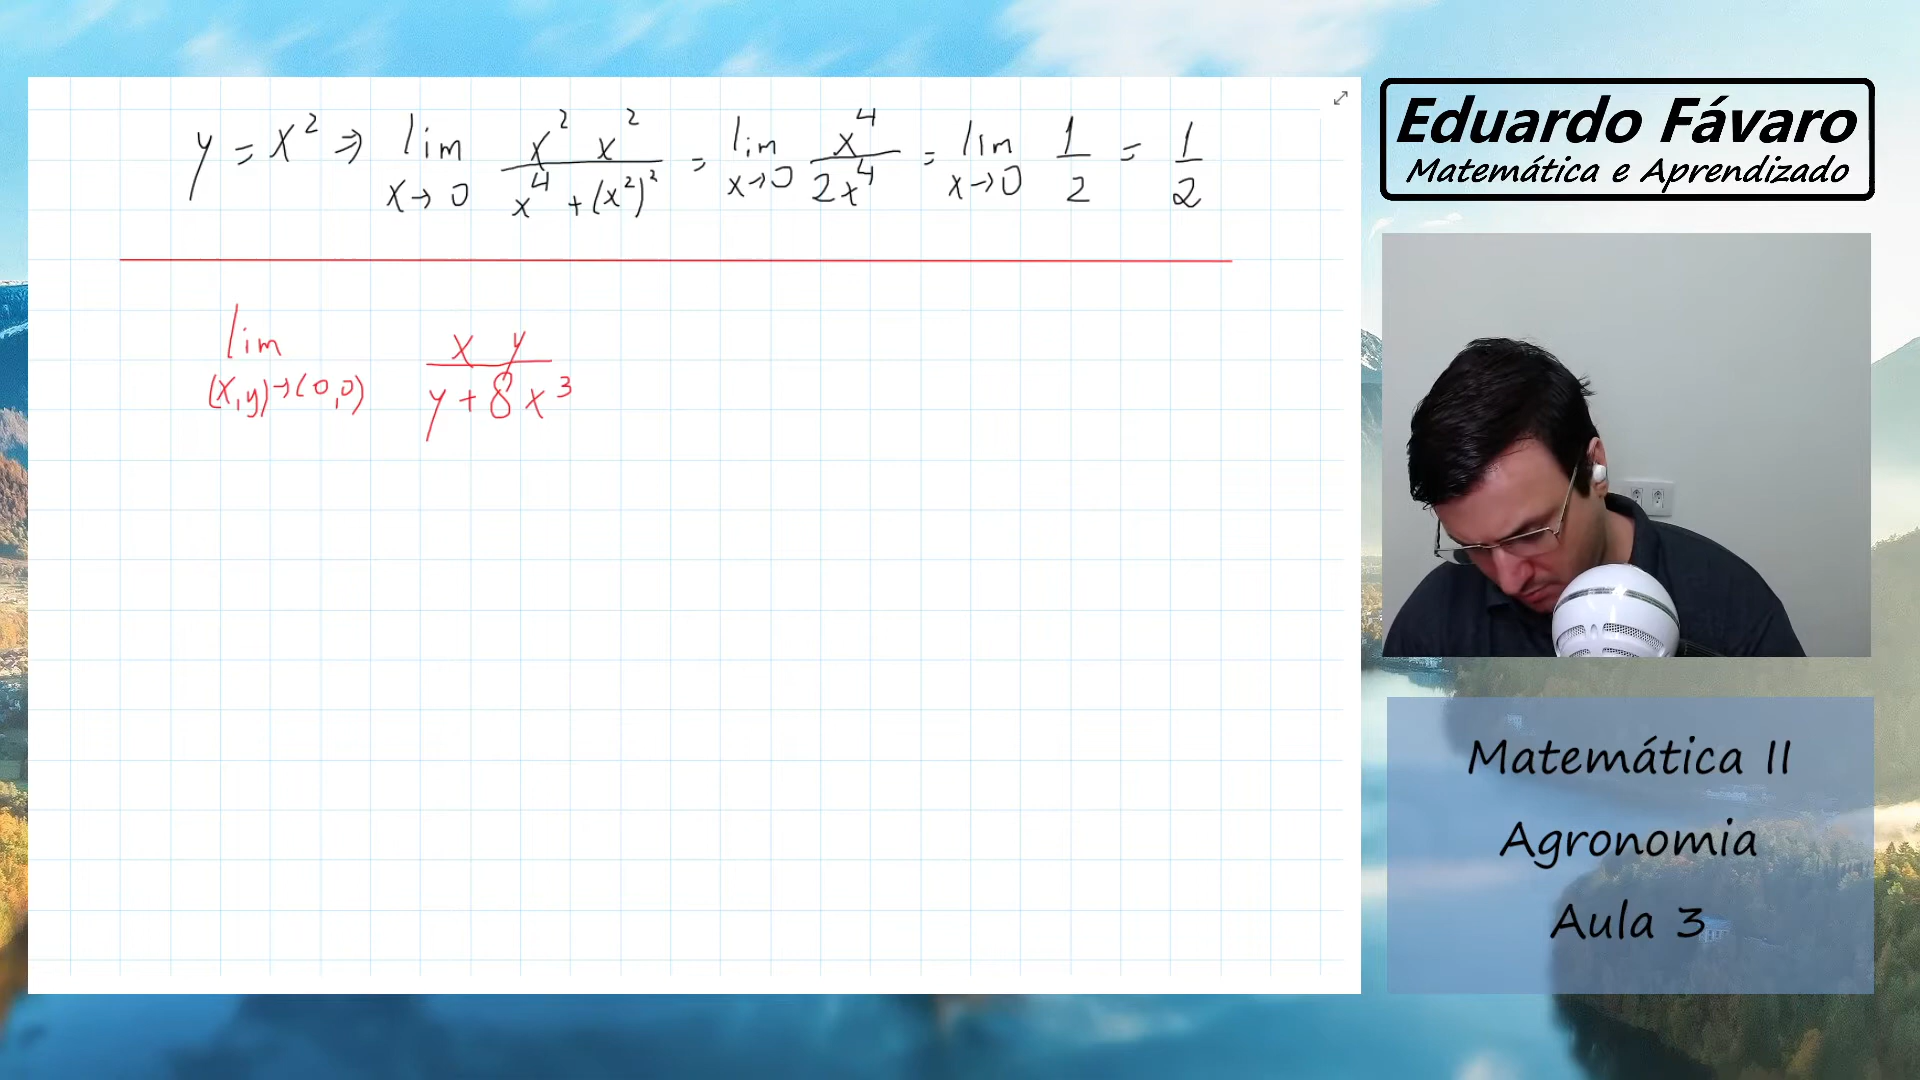 y = x² ⇒ lim x→0 x² x² / x⁴ + (x²)² = lim x→0 x⁴ / 2x⁴ = lim x→0 1/2 = 1/2
lim (x,y)→(0,0) x y / y + 8x³
Eduardo Fávaro
Matemática e Aprendizado
Matemática II
Agronomia
Aula 3